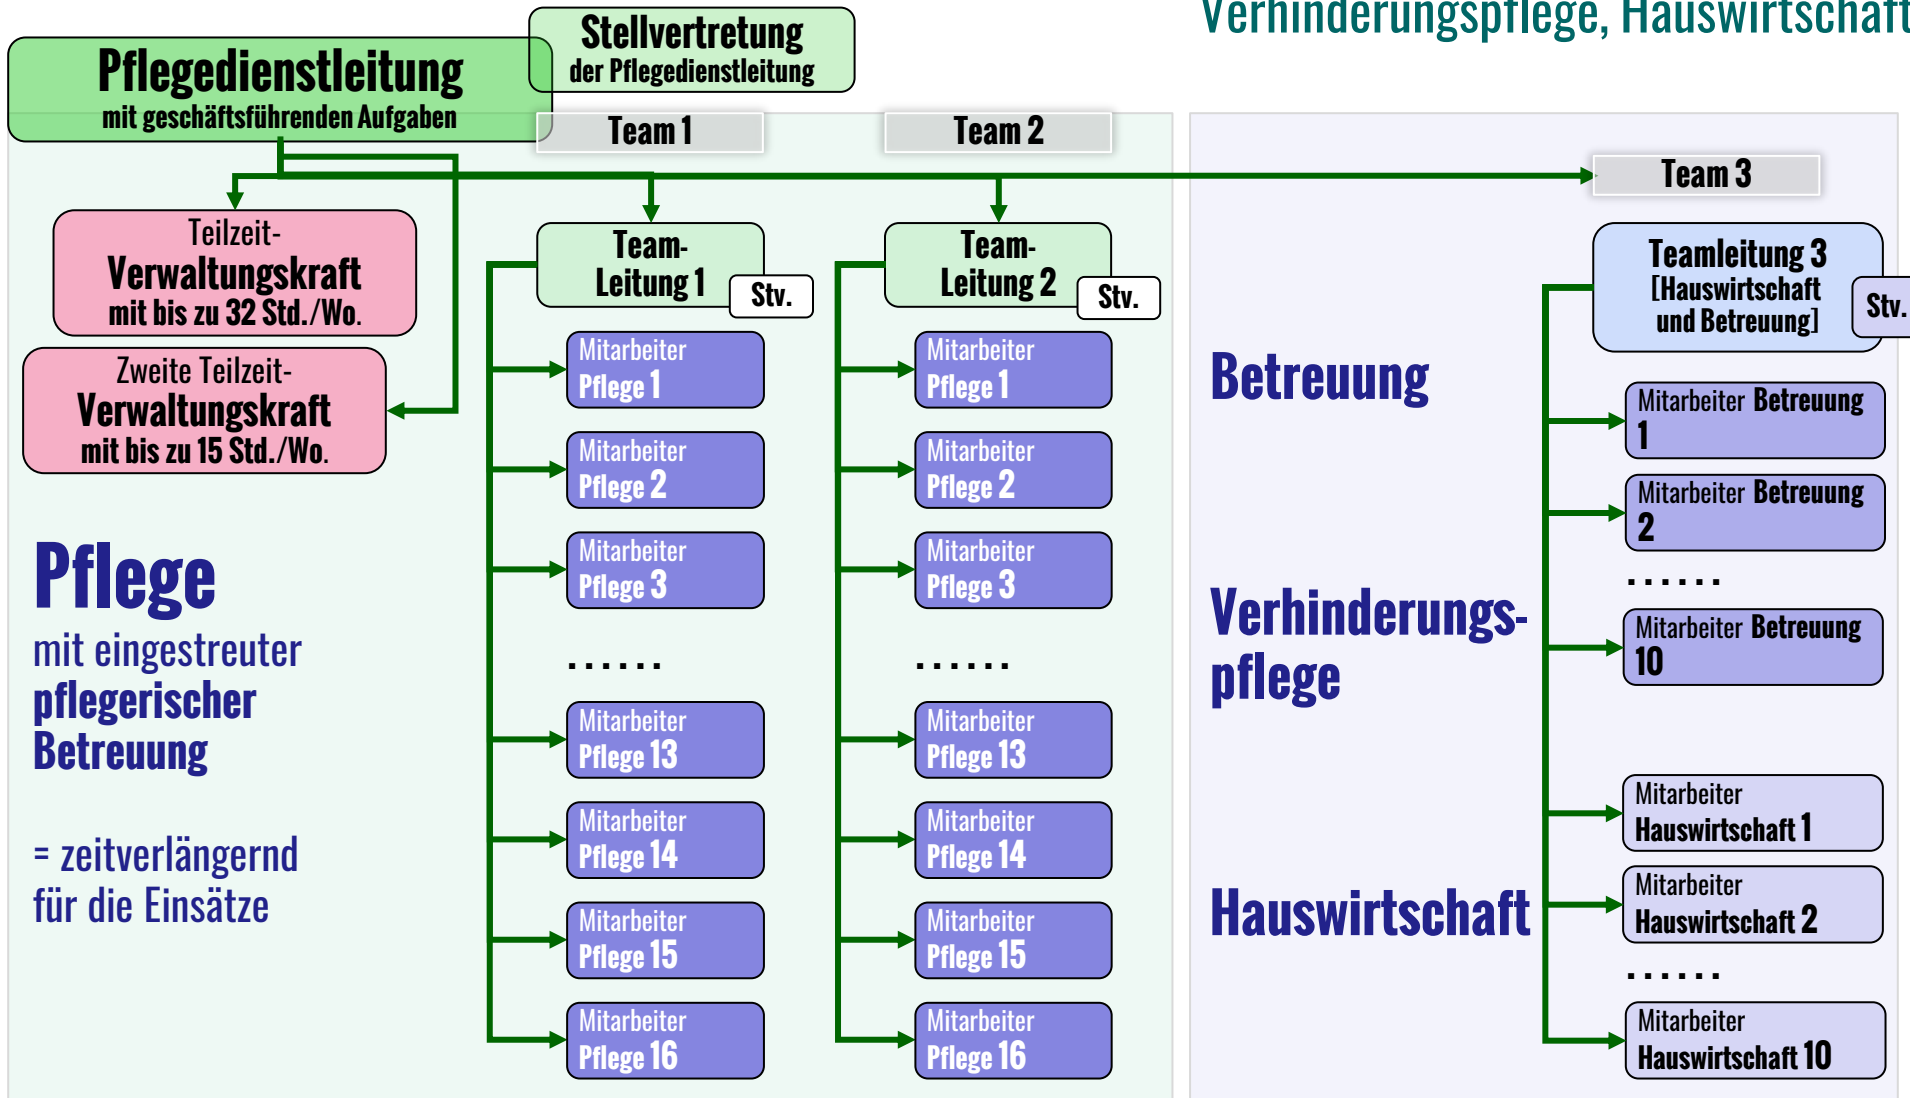 Verhinderungspflege, Hauswirtschaft
Stellvertretung
der Pflegedienstleitung
Pflegedienstleitung
mit geschäftsführenden Aufgaben
Team 1
Team 2
Team 3
Teilzeit-
Verwaltungskraft
mit bis zu 32 Std./Wo.
Zweite Teilzeit-
Verwaltungskraft
mit bis zu 15 Std./Wo.
Pflege
mit eingestreuter
pflegerischer
Betreuung
= zeitverlängernd
für die Einsätze
Team-
Leitung 1
Stv.
Mitarbeiter
Pflege 1
Mitarbeiter
Pflege 2
Mitarbeiter
Pflege 3
......
Mitarbeiter
Pflege 13
Mitarbeiter
Pflege 14
Mitarbeiter
Pflege 15
Mitarbeiter
Pflege 16
Team-
Leitung 2
Stv.
Mitarbeiter
Pflege 1
Mitarbeiter
Pflege 2
Mitarbeiter
Pflege 3
......
Mitarbeiter
Pflege 13
Mitarbeiter
Pflege 14
Mitarbeiter
Pflege 15
Mitarbeiter
Pflege 16
Betreuung
Verhinderungs-
pflege
Hauswirtschaft
Teamleitung 3
[Hauswirtschaft
und Betreuung]
Stv.
Mitarbeiter Betreuung
1
Mitarbeiter Betreuung
2
......
Mitarbeiter Betreuung
10
Mitarbeiter
Hauswirtschaft 1
Mitarbeiter
Hauswirtschaft 2
......
Mitarbeiter
Hauswirtschaft 10